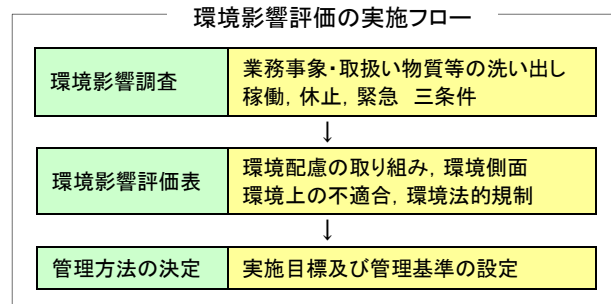 環境影響評価の実施フロー
環境影響調査
業務事象・取扱い物質等の洗い出し
稼働, 休止, 緊急 三条件
↓
環境影響評価表
環境配慮の取り組み, 環境側面
環境上の不適合, 環境法的規制
↓
管理方法の決定
実施目標及び管理基準の設定